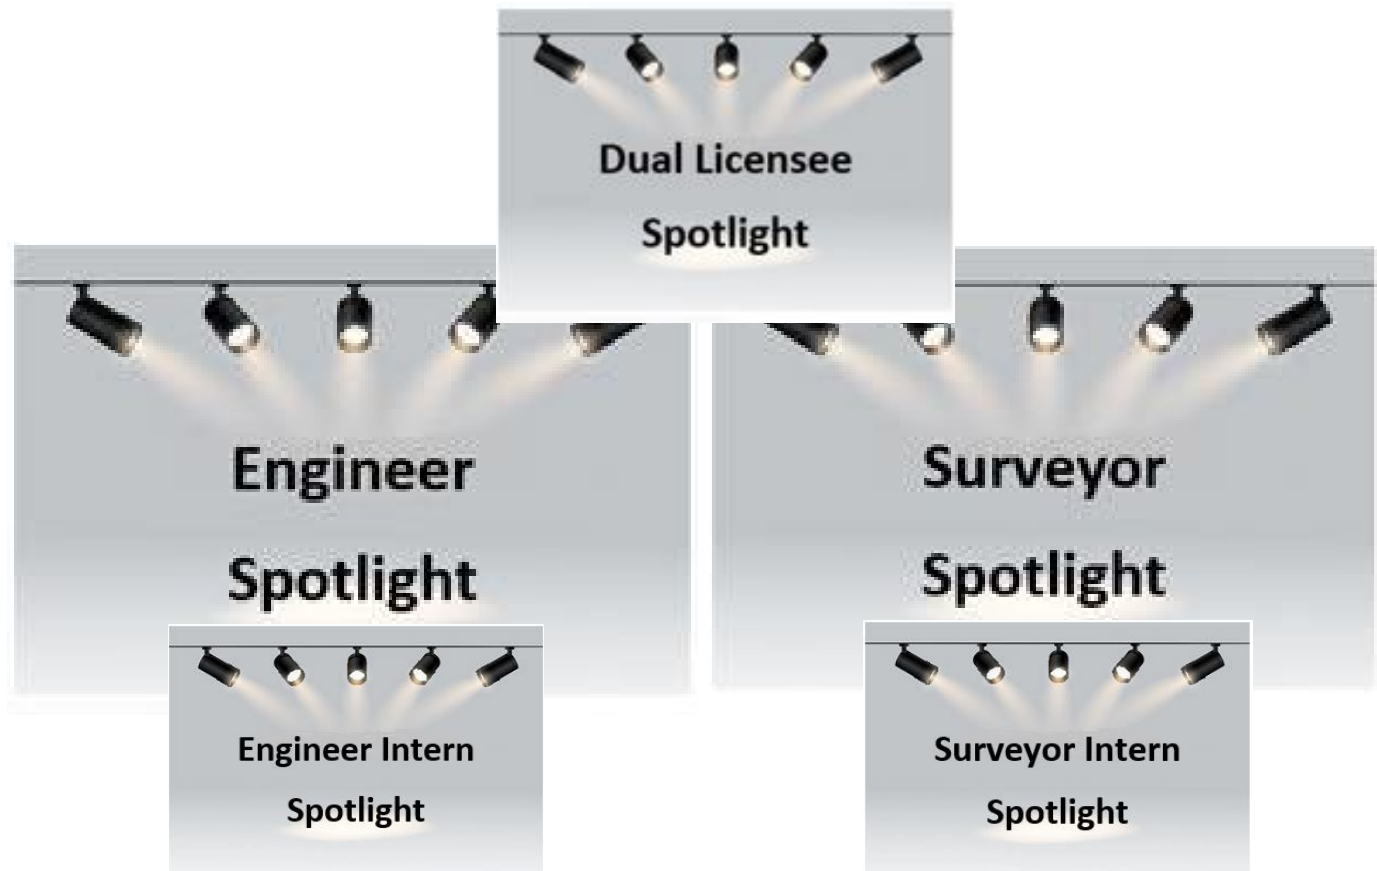 Dual Licensee
Spotlight
Engineer
Spotlight
Surveyor
Spotlight
Engineer Intern
Spotlight
Surveyor Intern
Spotlight